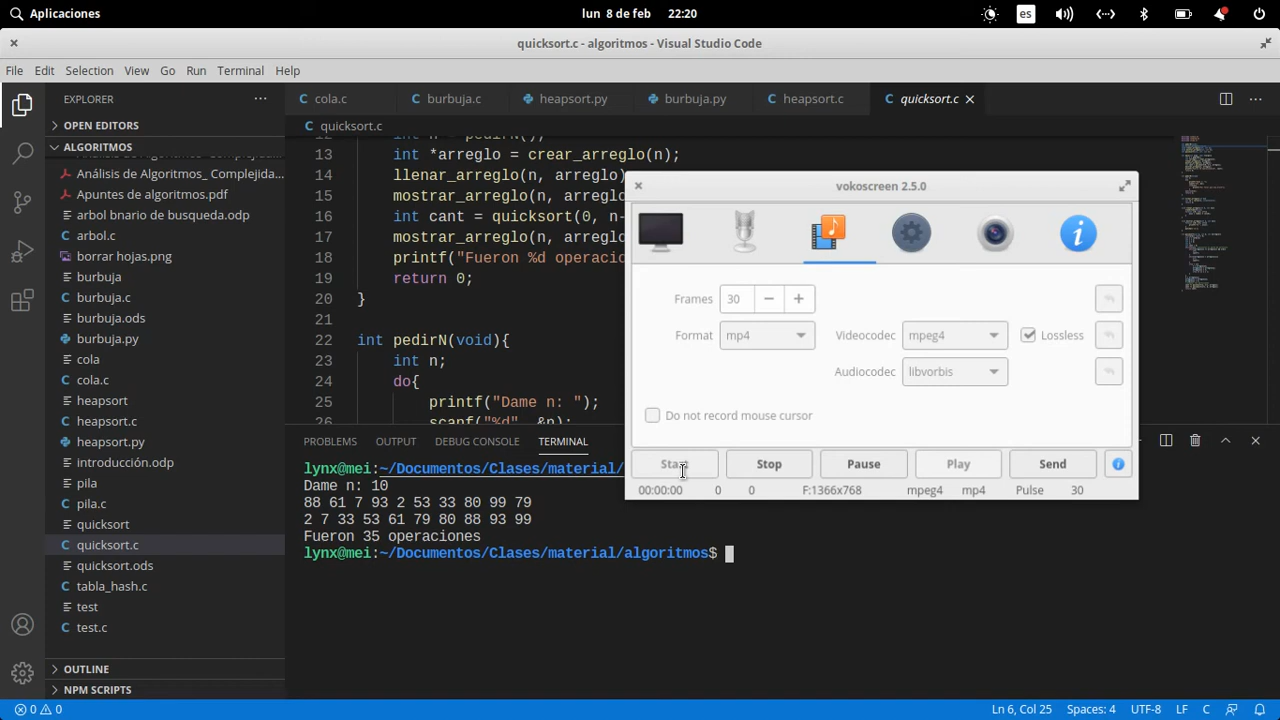 Aplicaciones
lun 8 de feb 22:20
es
quicksort.c - algoritmos - Visual Studio Code
File Edit Selection View Go Run Terminal Help
EXPLORER
cola.c burbuja.c heapsort.py burbuja.py heapsort.c quicksort.c
OPEN EDITORS
quicksort.c
ALGORITMOS
Análisis de Algoritmos_ Complejida...
Apuntes de algoritmos.pdf
arbol bnario de busqueda.odp
arbol.c
borrar hojas.png
burbuja
burbuja.c
burbuja.ods
burbuja.py
cola
cola.c
heapsort
heapsort.c
heapsort.py
introducción.odp
pila
pila.c
quicksort
quicksort.c
quicksort.ods
tabla_hash.c
test
test.c
OUTLINE
NPM SCRIPTS
12 int n = pedirN();
13 int *arreglo = crear_arreglo(n);
14 llenar_arreglo(n, arreglo)
15 mostrar_arreglo(n, arreglo
16 int cant = quicksort(0, n-
17 mostrar_arreglo(n, arreglo
18 printf("Fueron %d operacio
19 return 0;
20 }
21
22 int pedirN(void){
23 int n;
24 do{
25 printf("Dame n: ");
26 scanf("%d", &n);
vokoscreen 2.5.0
Frames 30
Format mp4 Videocodec mpeg4 Lossless
Audiocodec libvorbis
Do not record mouse cursor
Start Stop Pause Play Send
00:00:00 0 0 F:1366x768 mpeg4 mp4 Pulse 30
PROBLEMS OUTPUT DEBUG CONSOLE TERMINAL
lynx@mei:~/Documentos/Clases/material/
Dame n: 10
88 61 7 93 2 53 33 80 99 79
2 7 33 53 61 79 80 88 93 99
Fueron 35 operaciones
lynx@mei:~/Documentos/Clases/material/algoritmos$
0 0
Ln 6, Col 25 Spaces: 4 UTF-8 LF C